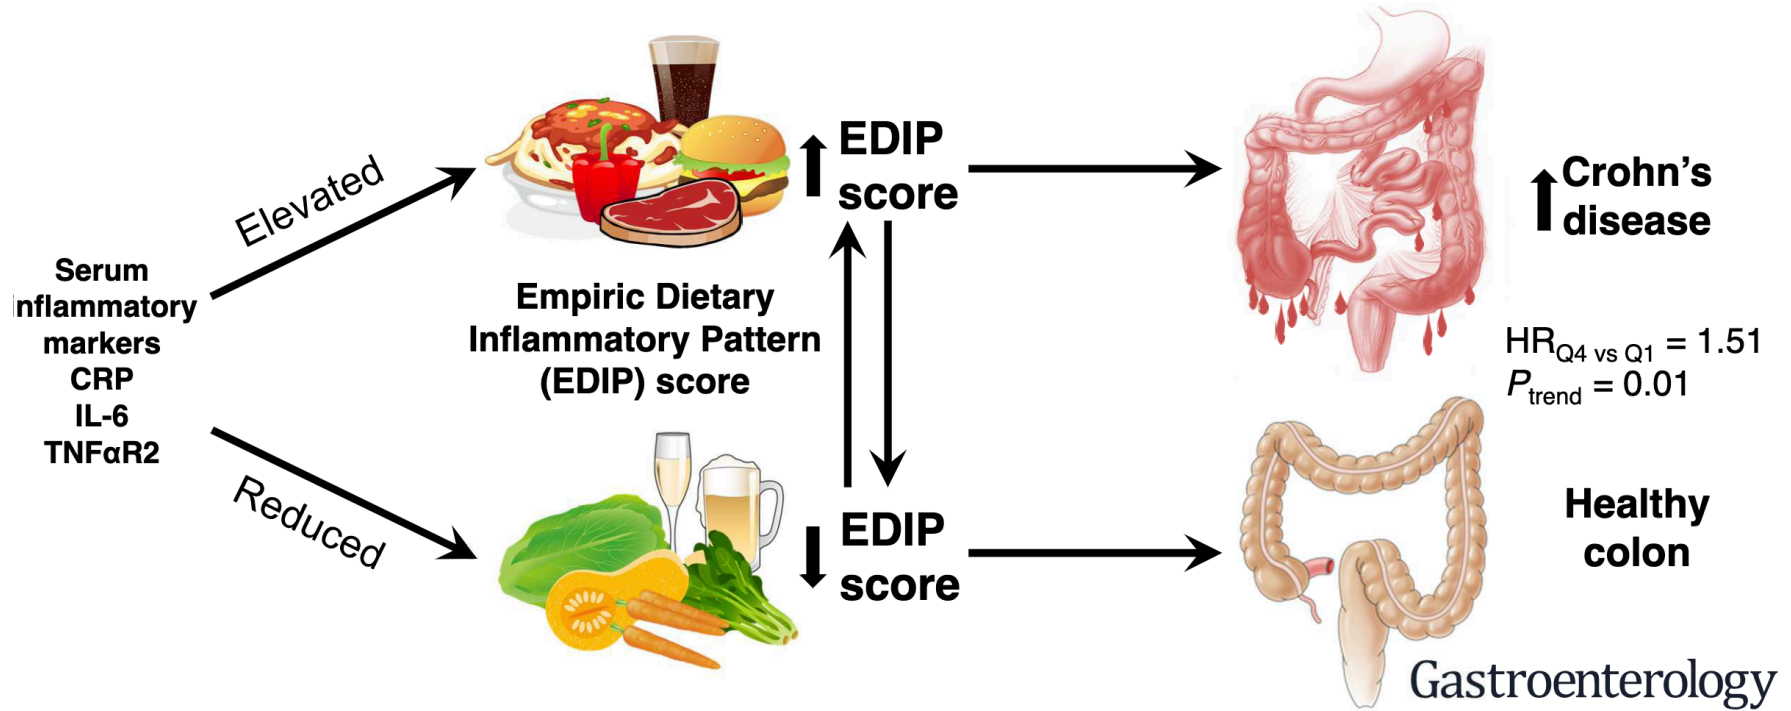 Serum
inflammatory
markers
CRP
IL-6
TNFαR2
Elevated
Reduced
EDIP
score
Empiric Dietary
Inflammatory Pattern
(EDIP) score
EDIP
score
Crohn’s
disease
HRQ4 vs Q1 = 1.51
Ptrend = 0.01
Healthy
colon
Gastroenterology